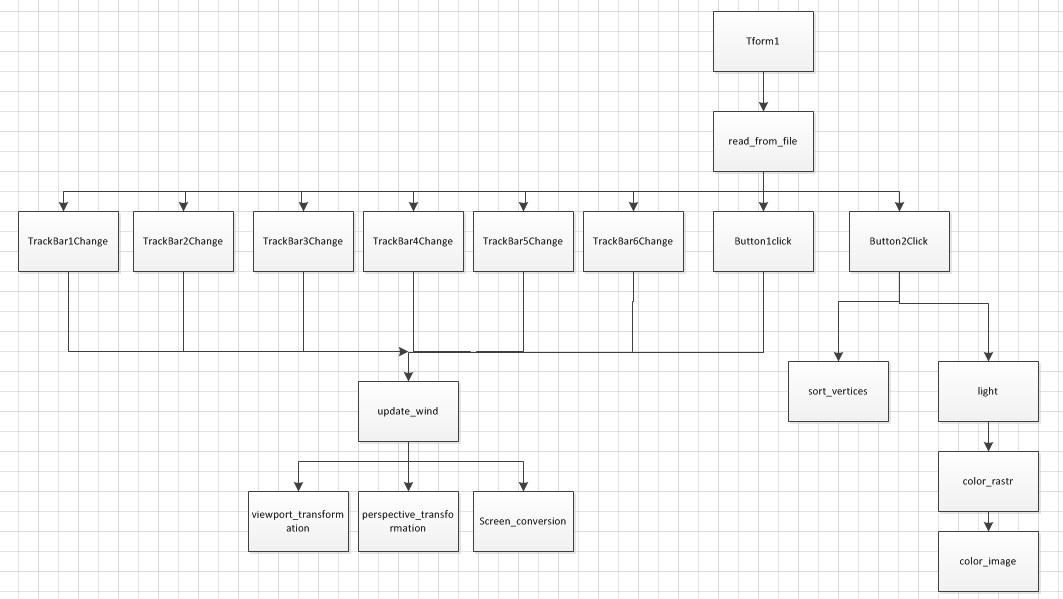 Tform1
read_from_file
TrackBar1Change
TrackBar2Change
TrackBar3Change
TrackBar4Change
TrackBar5Change
TrackBar6Change
Button1click
Button2Click
sort_vertices
light
update_wind
color_rastr
viewport_transform
ation
perspective_transfo
rmation
Screen_conversion
color_image